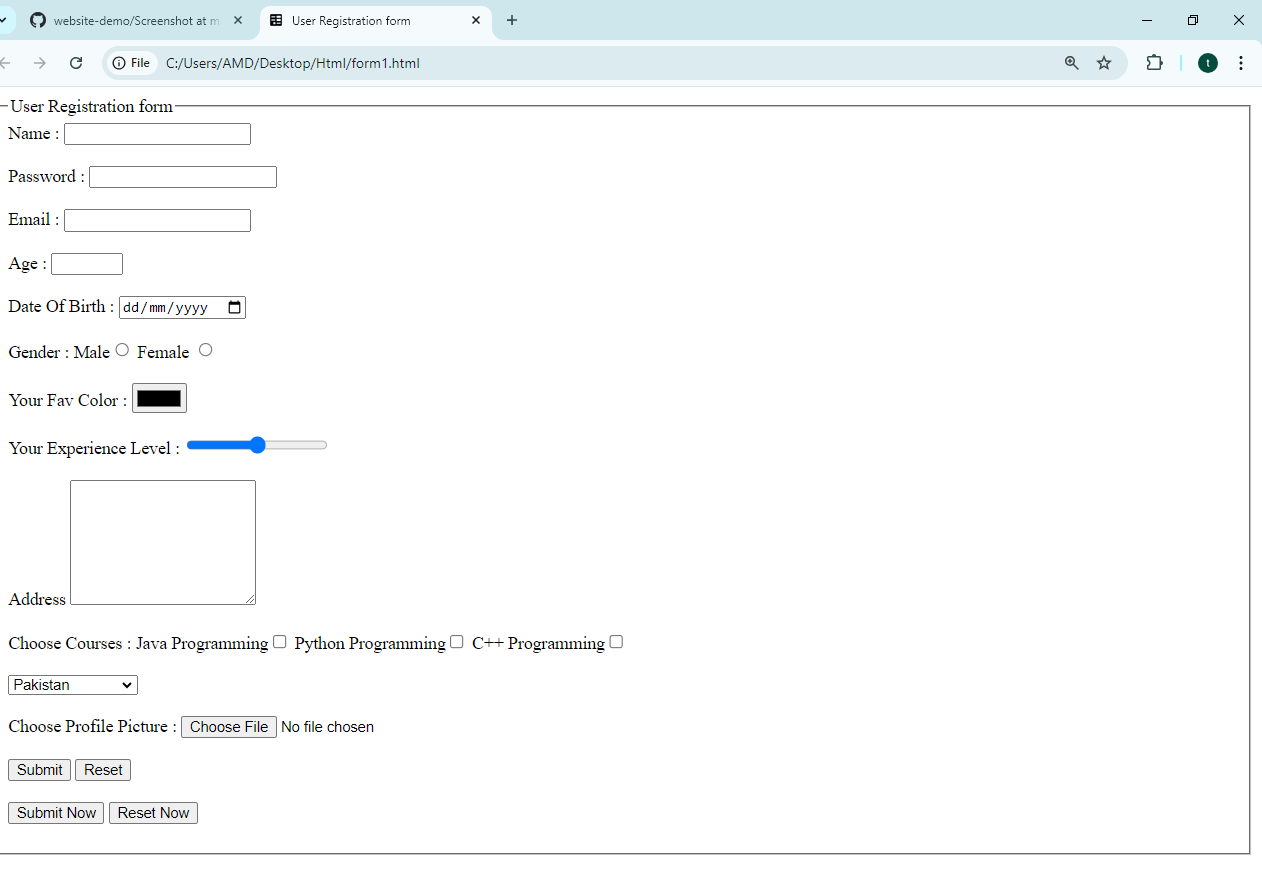 website-demo/Screenshot at m
User Registration form
File C:/Users/AMD/Desktop/Html/form1.html
t
User Registration form
Name :
Password :
Email :
Age :
Date Of Birth : dd/mm/yyyy
Gender : Male Female
Your Fav Color :
Your Experience Level :
Address
Choose Courses : Java Programming Python Programming C++ Programming
Pakistan
Choose Profile Picture : Choose File No file chosen
Submit Reset
Submit Now Reset Now